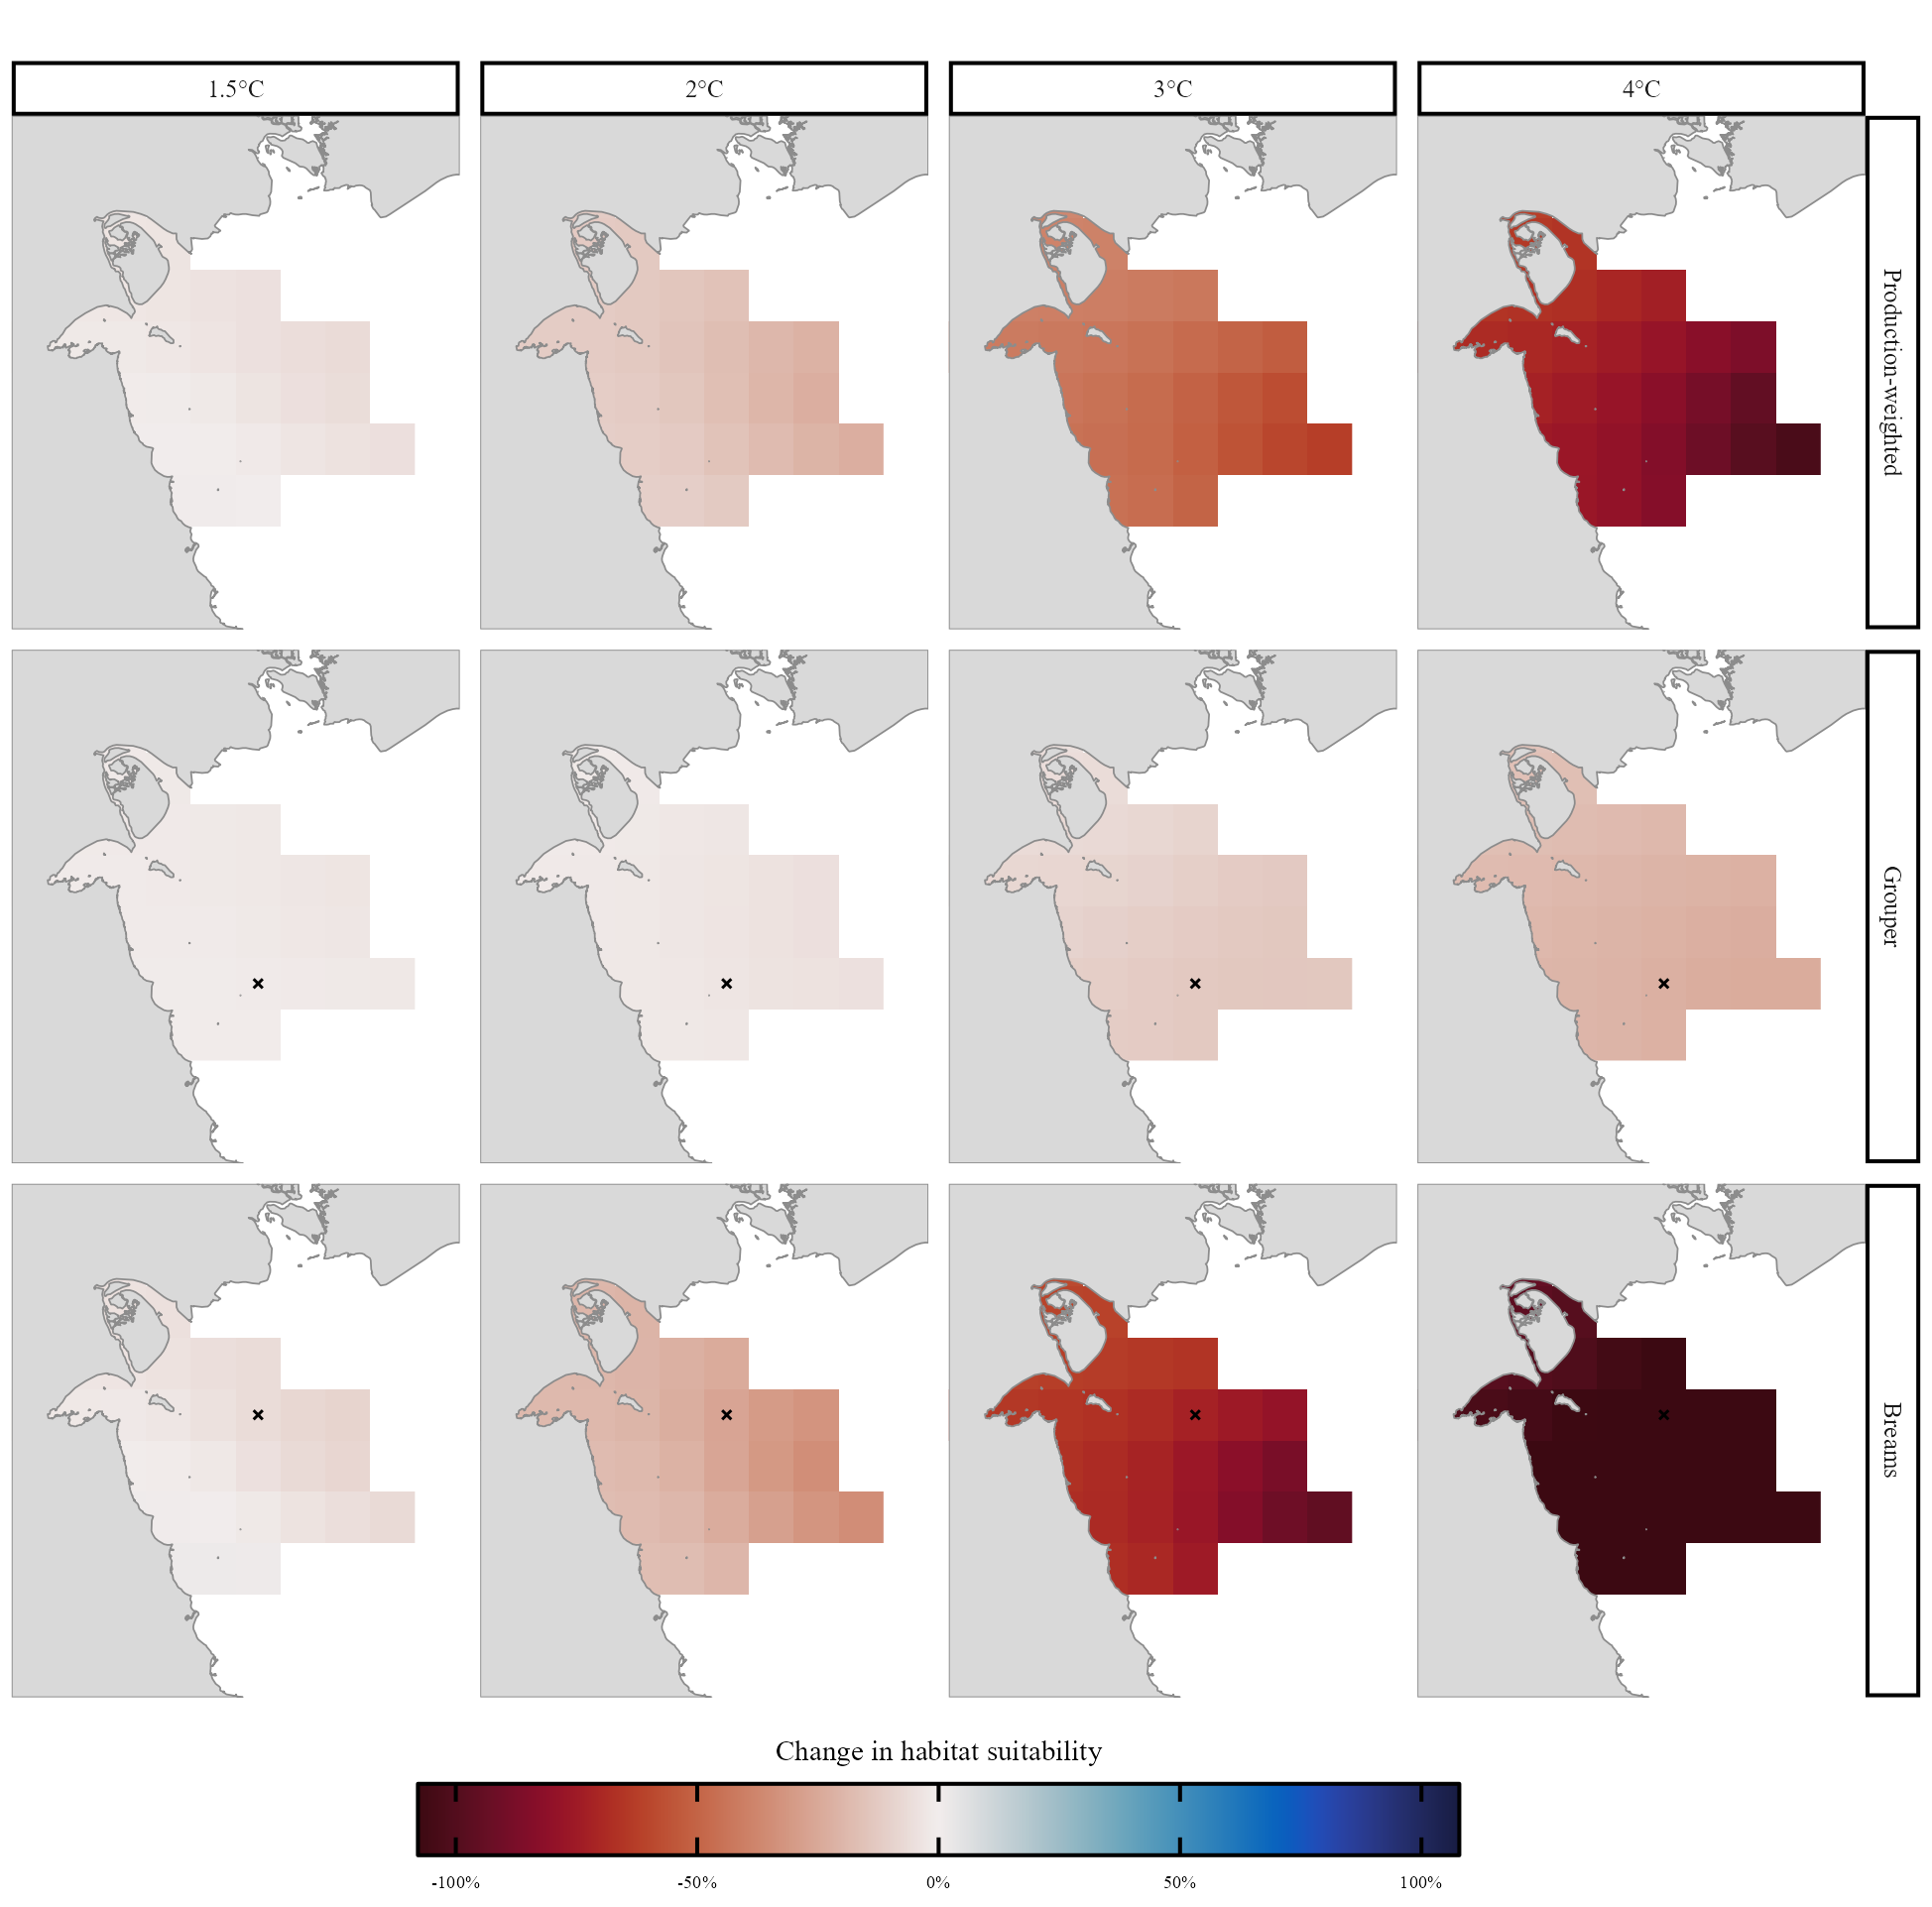 1.5°C
2°C
3°C
4°C
Production-weighted
Grouper
Breams
Change in habitat suitability
-100%
-50%
0%
50%
100%